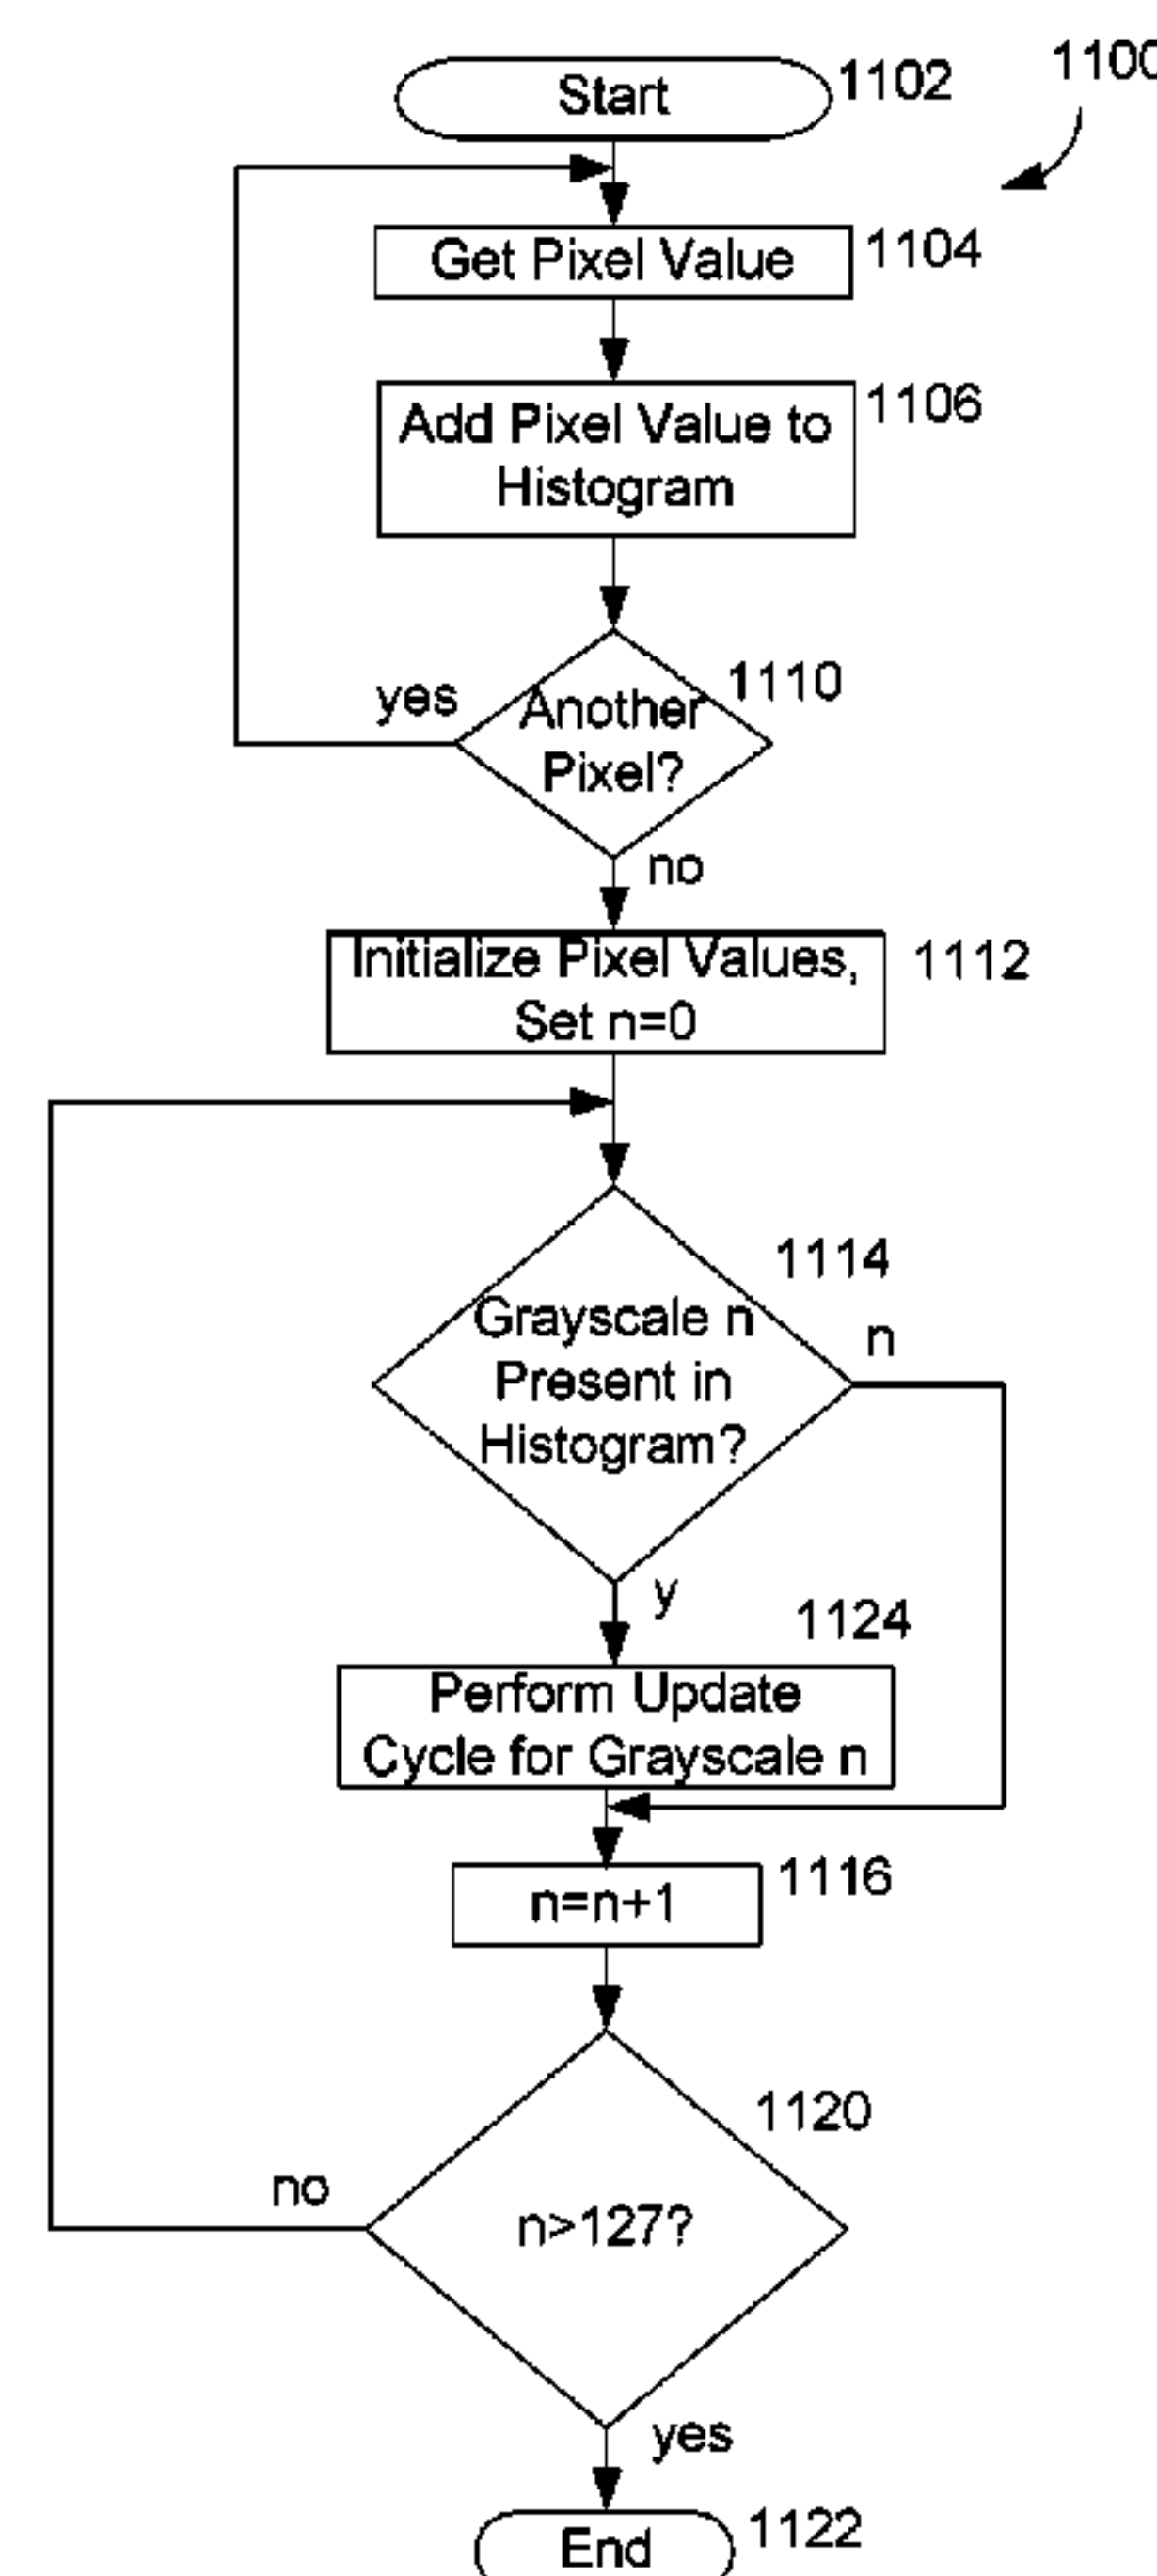 Start
1102
1100
Get Pixel Value
1104
Add Pixel Value to
Histogram
1106
yes
Another
Pixel?
1110
no
Initialize Pixel Values,
Set n=0
1112
1114
Grayscale n
Present in
Histogram?
n
y
1124
Perform Update
Cycle for Grayscale n
n=n+1
1116
1120
no
n>127?
yes
End
1122